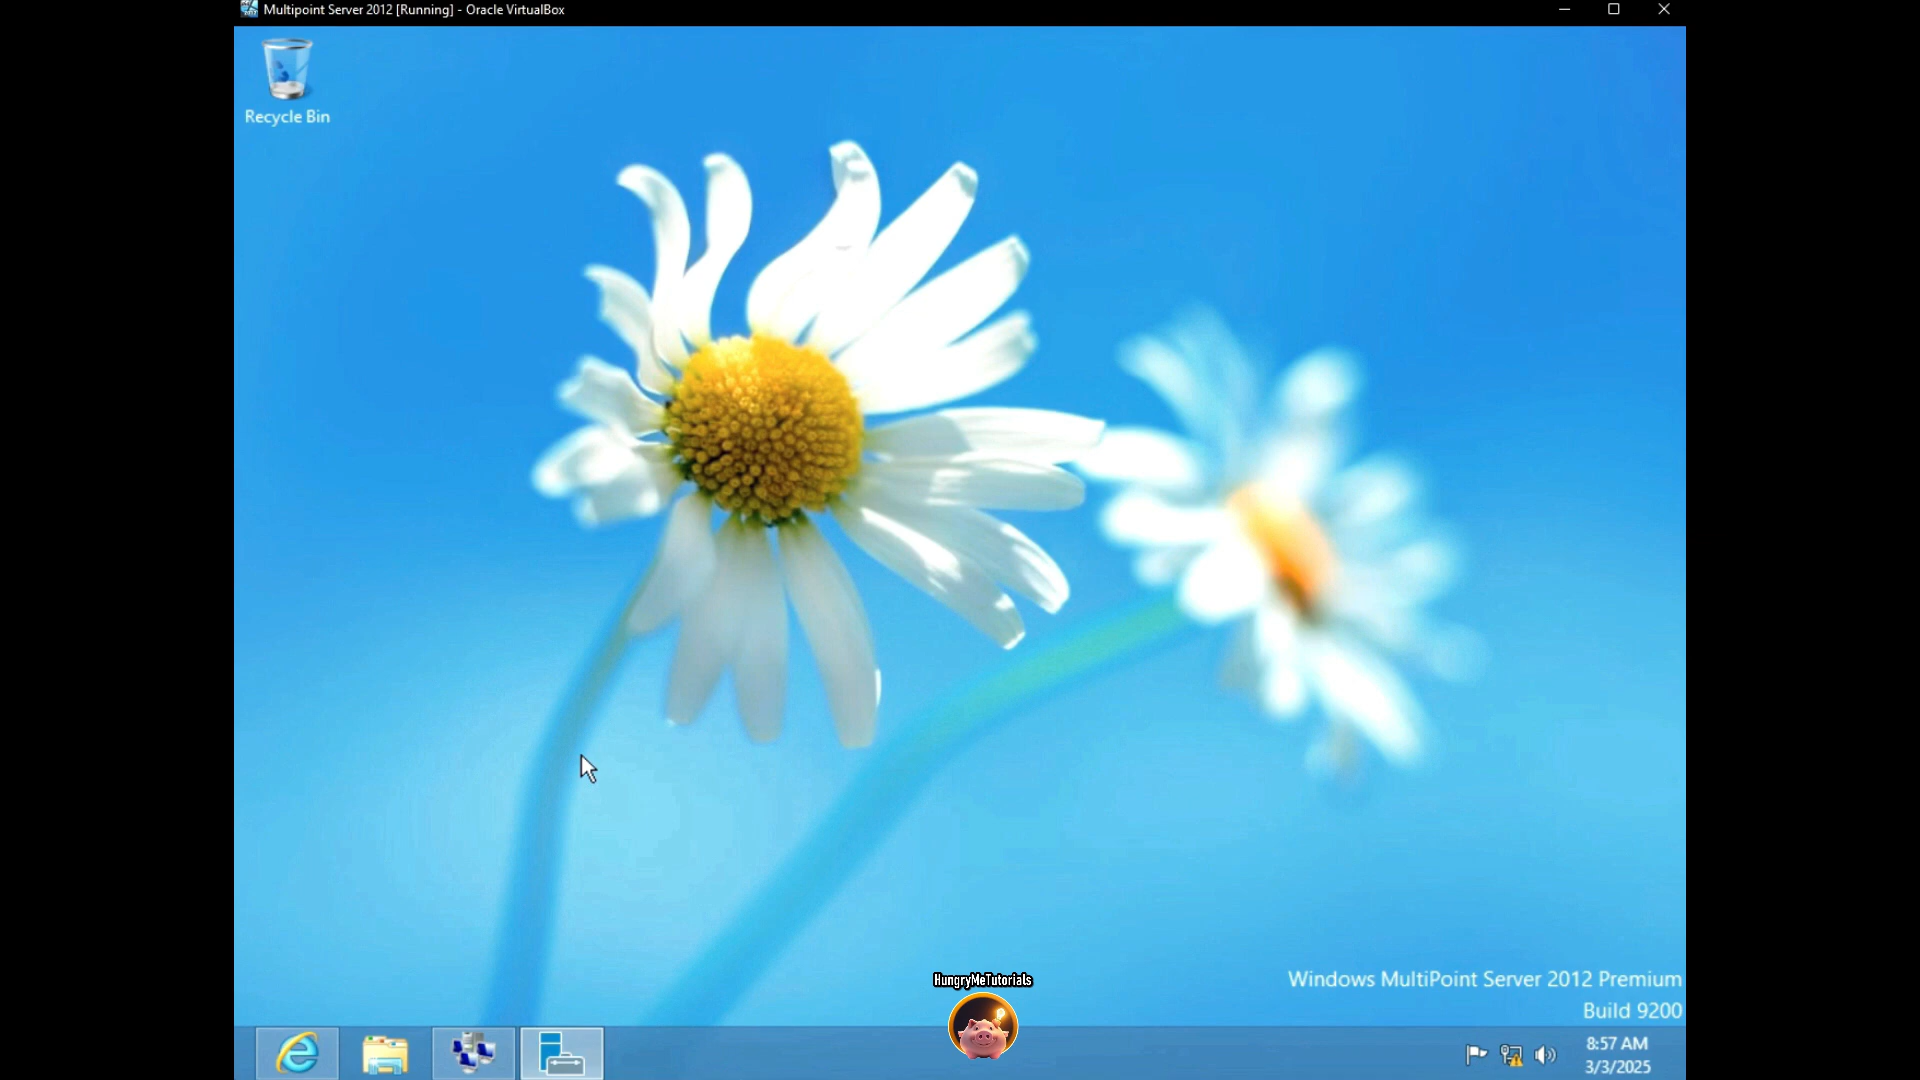 Multipoint Server 2012 [Running] - Oracle VirtualBox
Recycle Bin
HungryMeTutorials
Windows MultiPoint Server 2012 Premium
Build 9200
8:57 AM
3/3/2025